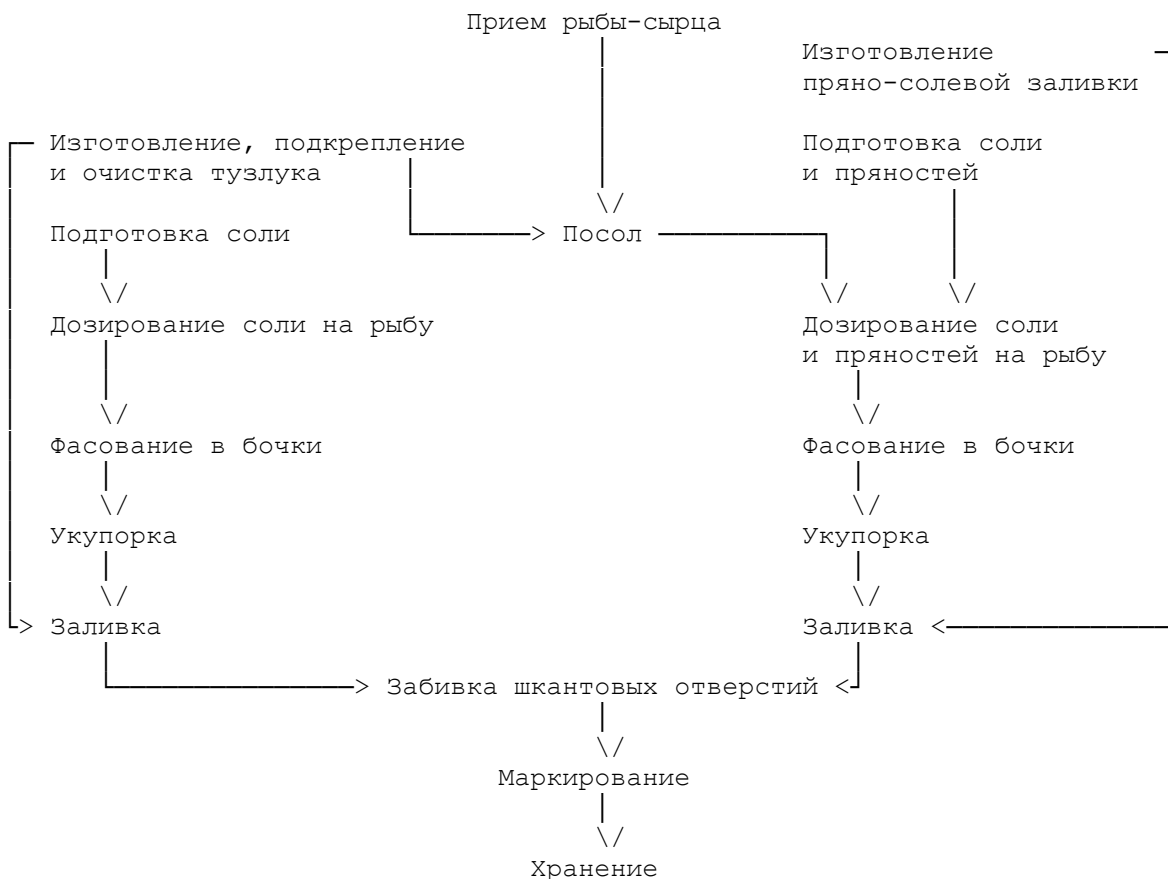 Прием рыбы-сырца
Изготовление
пряно-солевой заливки
Изготовление, подкрепление
и очистка тузлука
Подготовка соли
и пряностей
Подготовка соли
Посол
Дозирование соли на рыбу
Дозирование соли
и пряностей на рыбу
Фасование в бочки
Фасование в бочки
Укупорка
Укупорка
Заливка
Заливка
Забивка шкантовых отверстий
Маркирование
Хранение